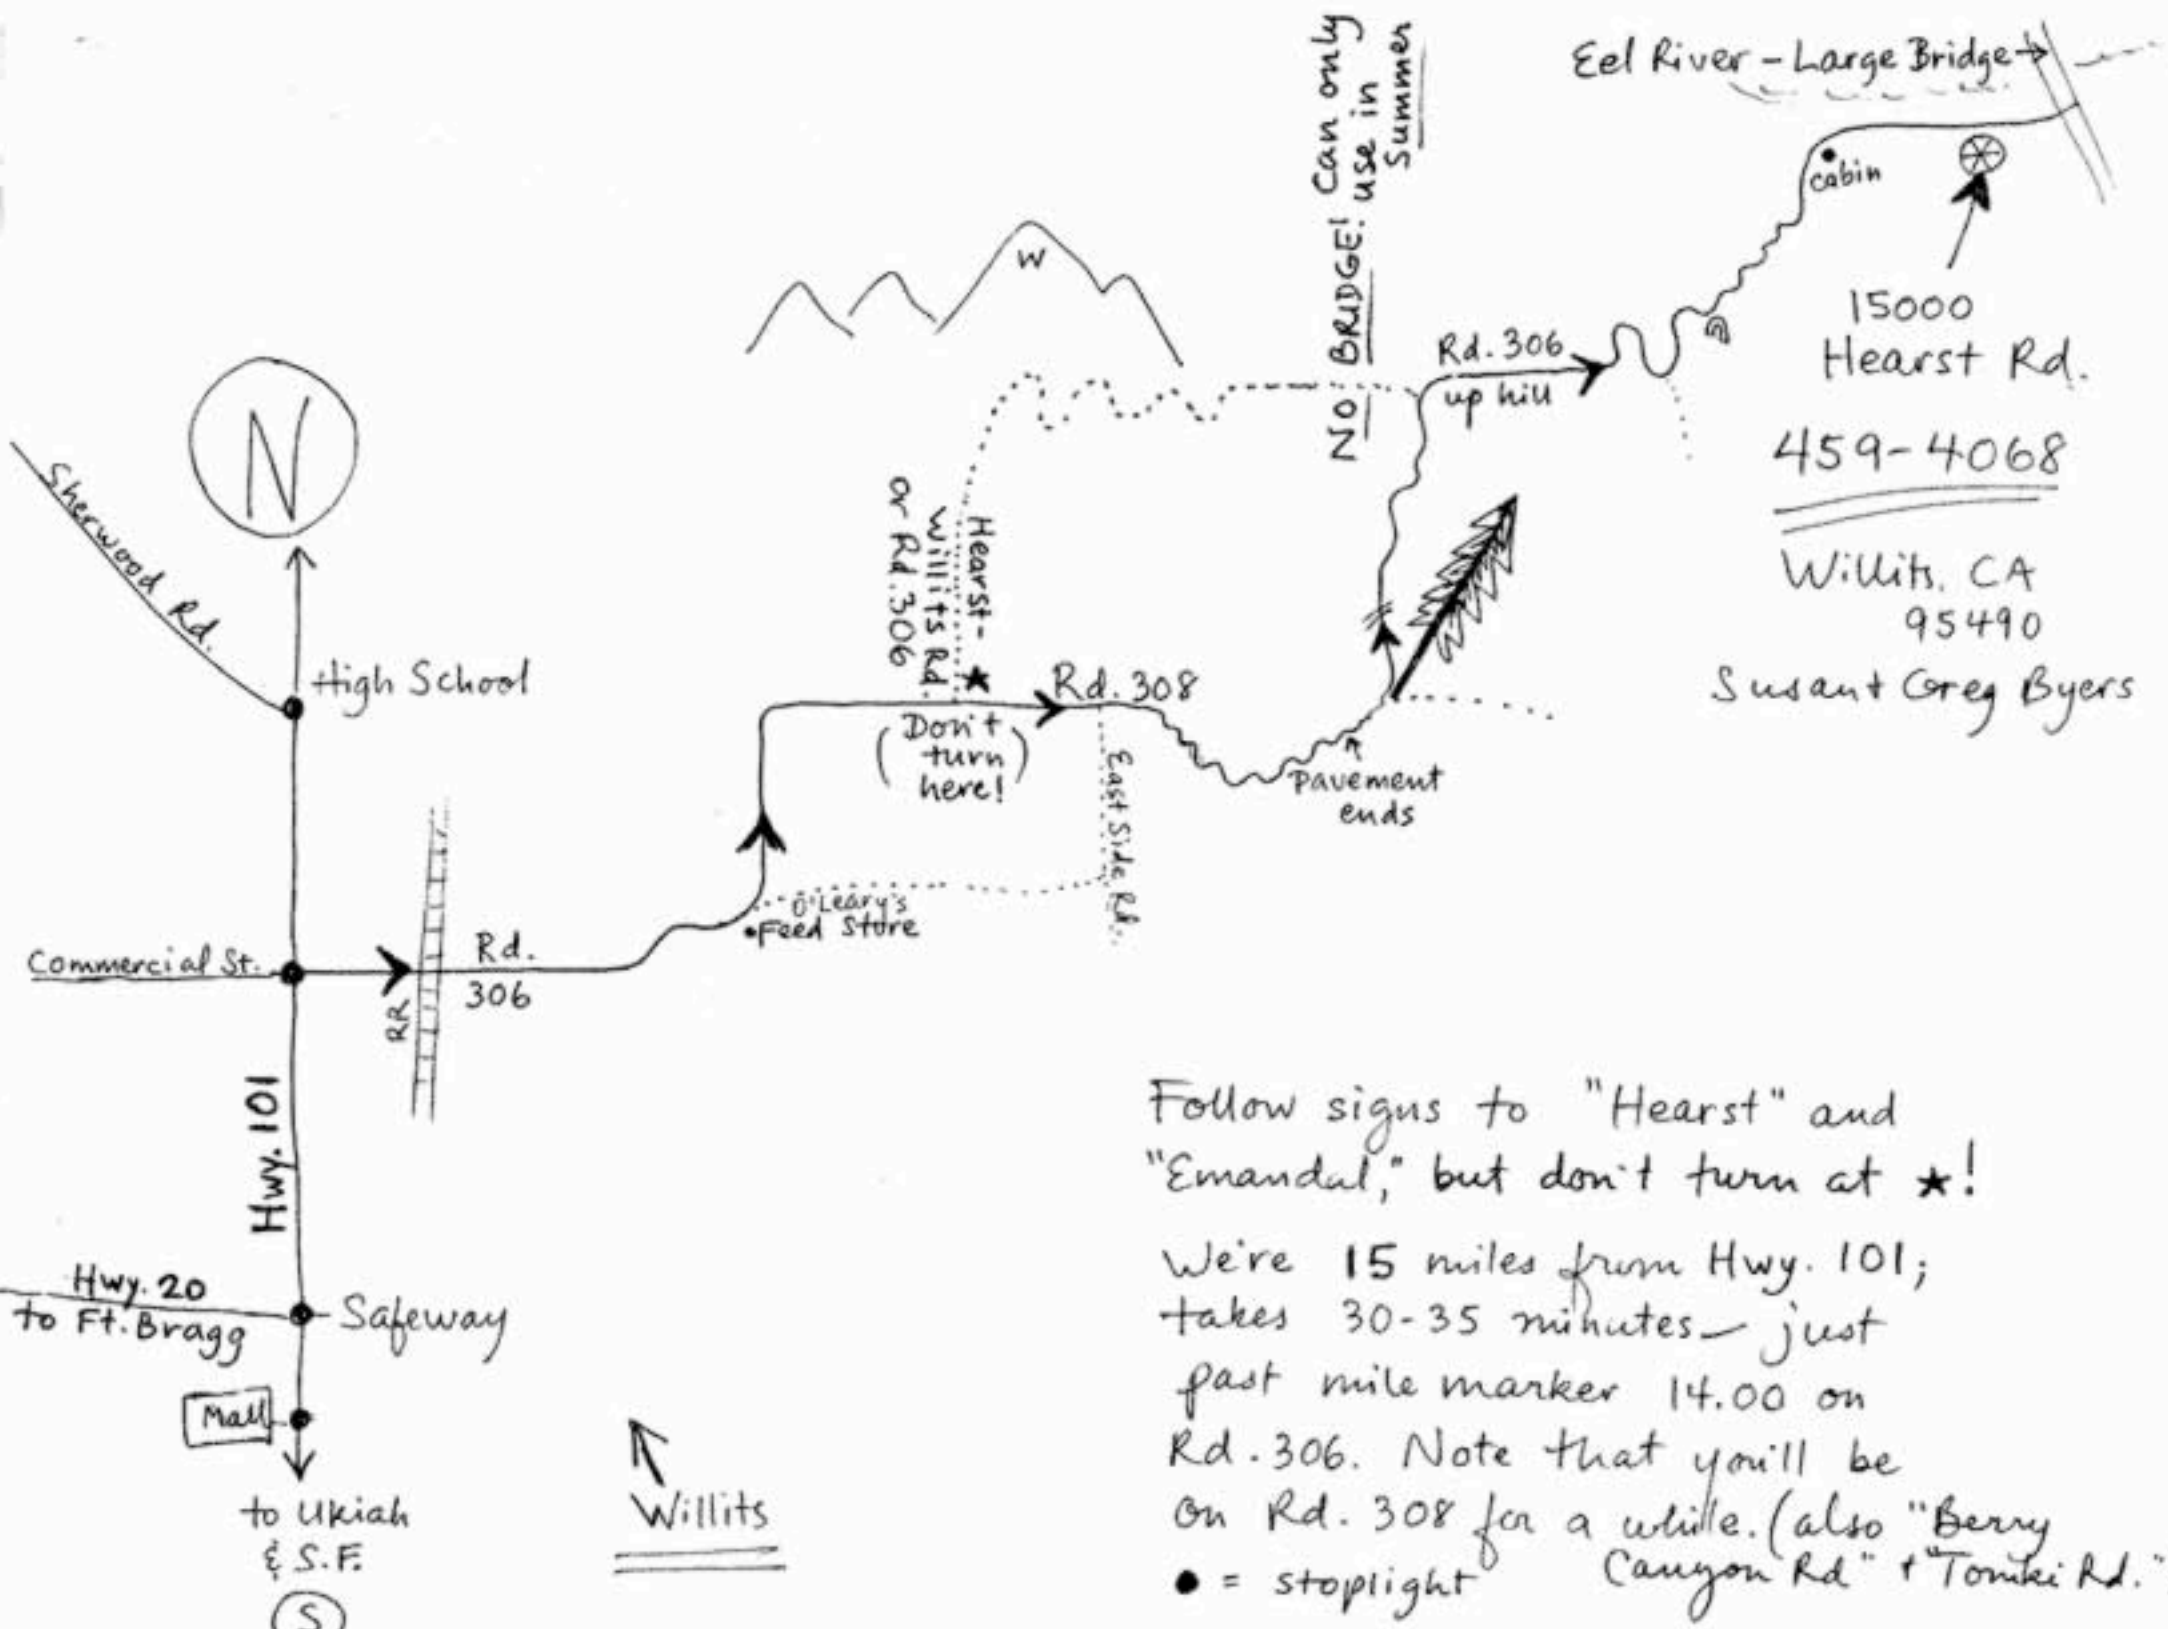 Eel River - Large Bridge
Can only
use in
Summer
NO BRIDGE!
cabin
W
15000
Hearst Rd.
459-4068
Willits, CA
95490
Susan + Greg Byers
Rd. 306
up hill
N
Sherwood Rd.
High School
Hearst-
Willits Rd.
or Rd. 306
★
Rd. 308
(Don't
turn
here!)
East Side Rd.
Pavement
ends
O'Leary's
Feed Store
Commercial St.
RR
Rd.
306
Hwy. 101
Hwy. 20
to Ft. Bragg
Safeway
Mall
to Ukiah
& S.F.
S
Willits
Follow signs to "Hearst" and
"Emandal," but don't turn at ★!
We're 15 miles from Hwy. 101;
takes 30-35 minutes - just
past mile marker 14.00 on
Rd. 306. Note that you'll be
on Rd. 308 for a while. (also "Berry
Canyon Rd" + "Tomki Rd."
● = stoplight